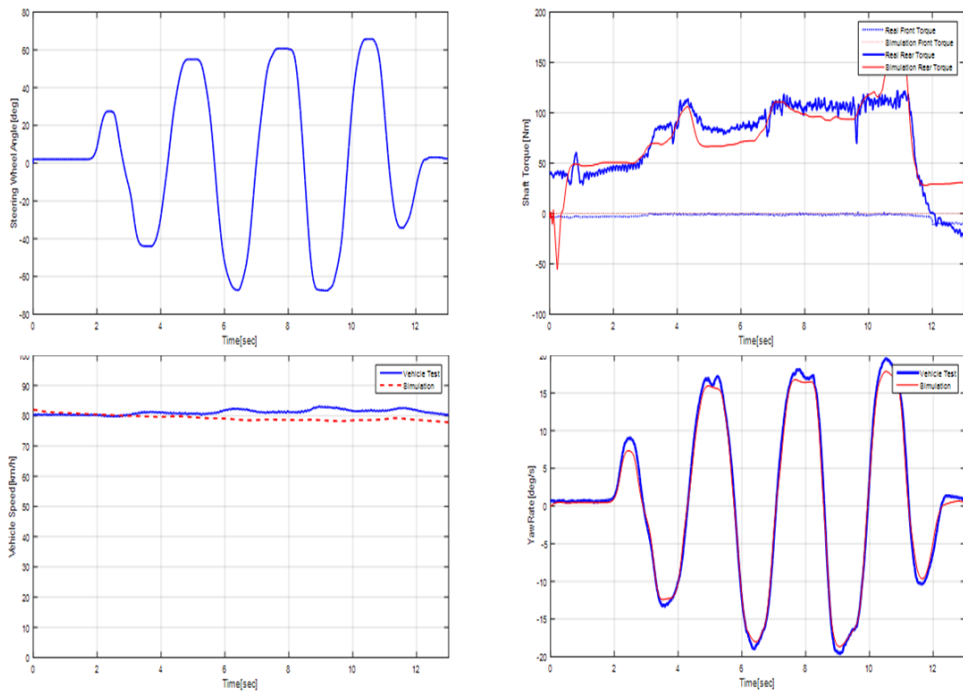 80
60
40
20
0
-20
-40
-60
-80
0 2 4 6 8 10 12
Time[sec]
Steering Wheel Angle[deg]
200
150
100
50
0
-50
-100
0 2 4 6 8 10 12
Time[sec]
Shaft Torque[Nm]
Real Front Torque
Simulation Front Torque
Real Rear Torque
Simulation Rear Torque
100
90
80
70
60
50
40
30
20
10
0
0 2 4 6 8 10 12
Time[sec]
Vehicle Speed[km/h]
Vehicle Test
Simulation
20
15
10
5
0
-5
-10
-15
-20
0 2 4 6 8 10 12
Time[sec]
YawRate[deg/s]
Vehicle Test
Simulation